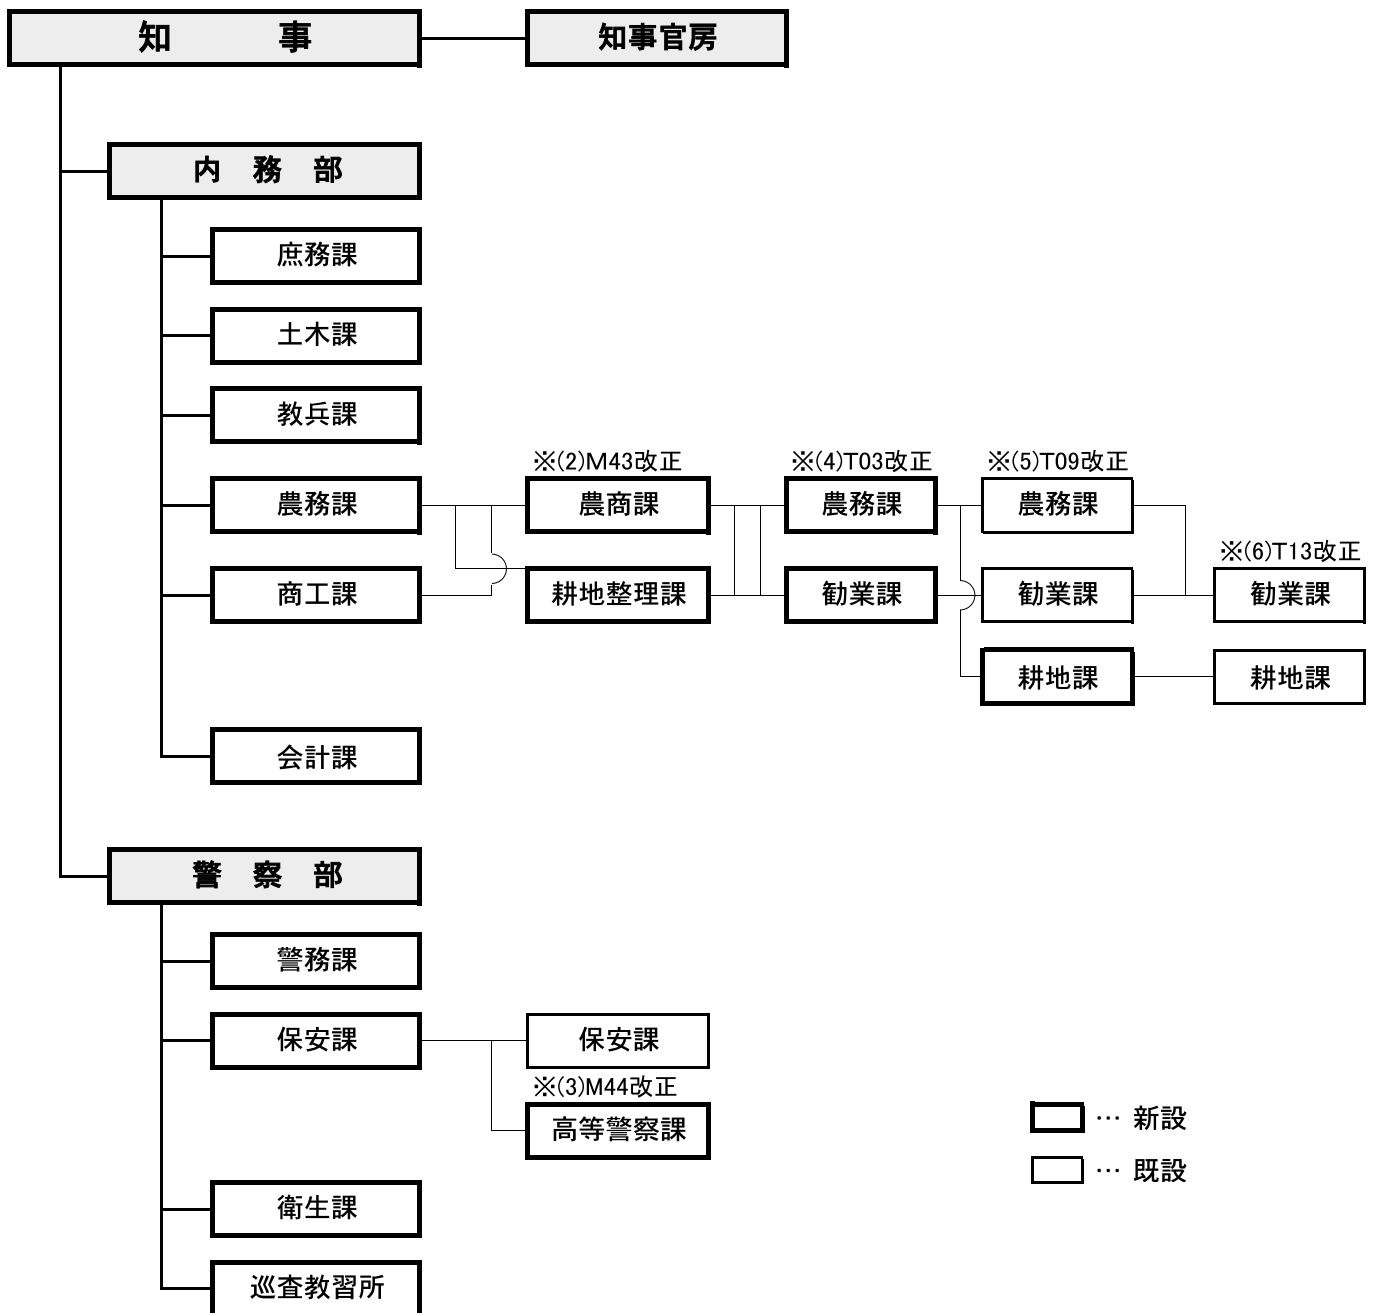 知　事
知事官房
内　務　部
庶務課
土木課
教兵課
※(2)M43改正
※(4)T03改正
※(5)T09改正
農務課
農商課
農務課
農務課
※(6)T13改正
商工課
耕地整理課
勧業課
勧業課
勧業課
耕地課
耕地課
会計課
警　察　部
警務課
保安課
保安課
※(3)M44改正
高等警察課
… 新設
… 既設
衛生課
巡査教習所